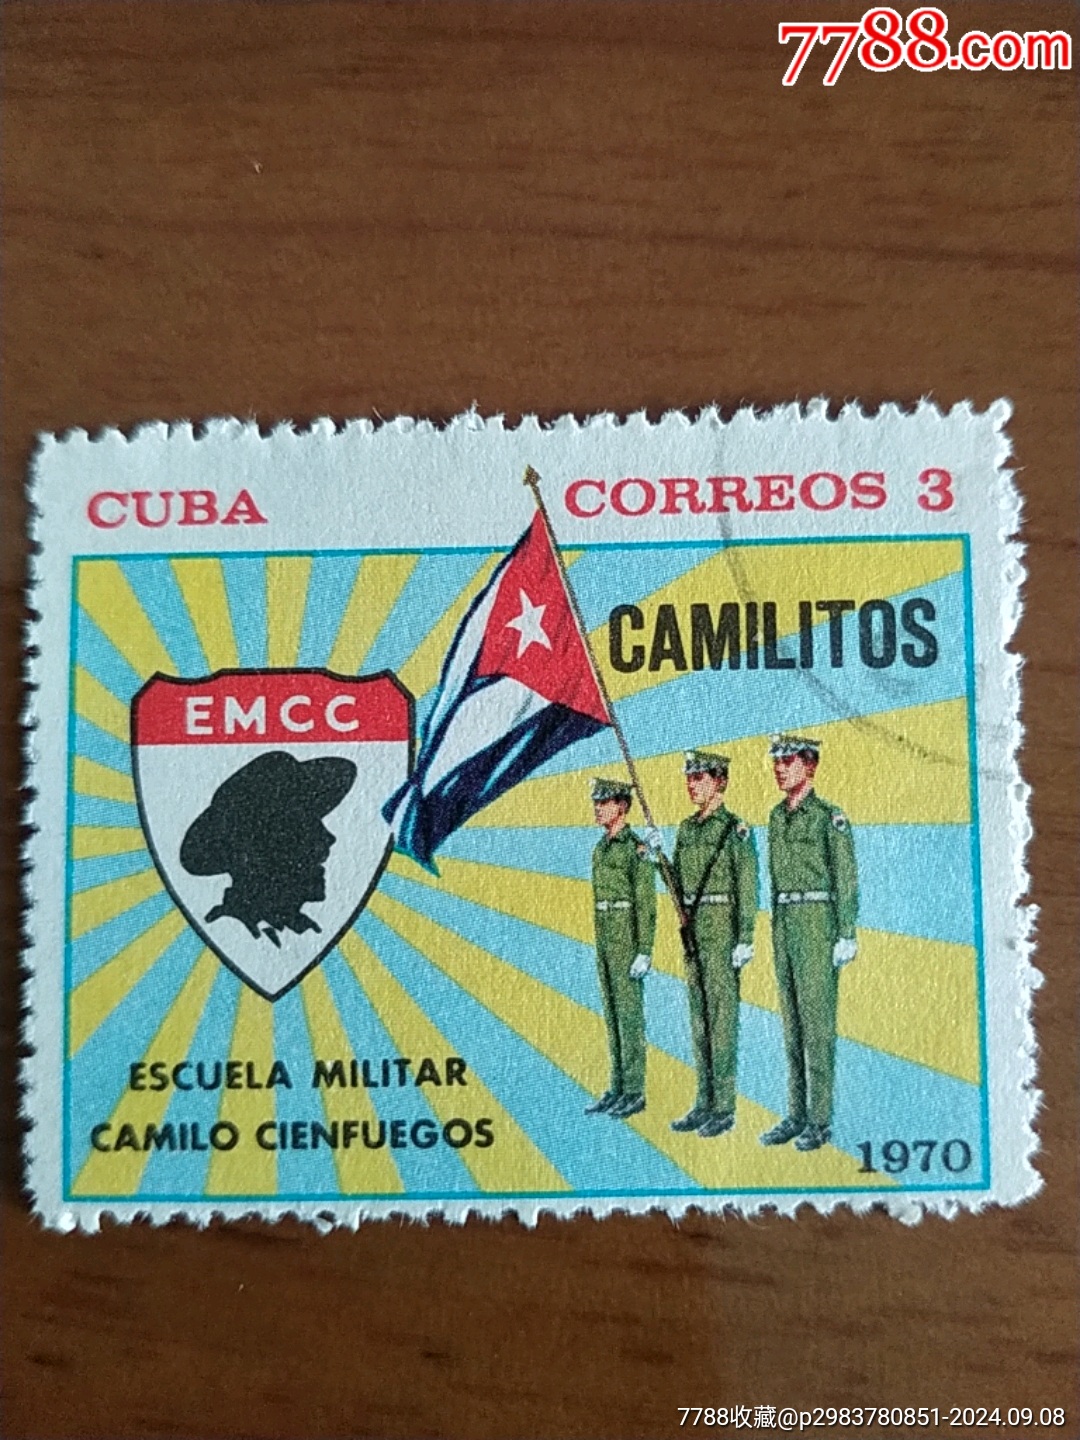 7788.com
CUBA
CORREOS 3
CAMILITOS
EMCC
ESCUELA MILITAR
CAMILO CIENFUEGOS
1970
7788收藏@p2983780851-2024.09.08